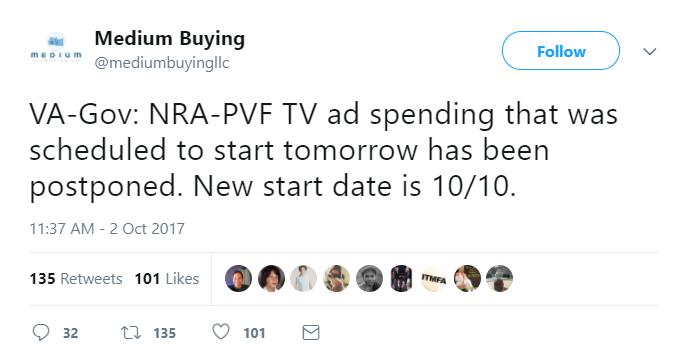 MEDIUM
Medium Buying
@mediumbuyingllc
Follow
VA-Gov: NRA-PVF TV ad spending that was
scheduled to start tomorrow has been
postponed. New start date is 10/10.
11:37 AM - 2 Oct 2017
135 Retweets 101 Likes
ITMFA
32 135 101